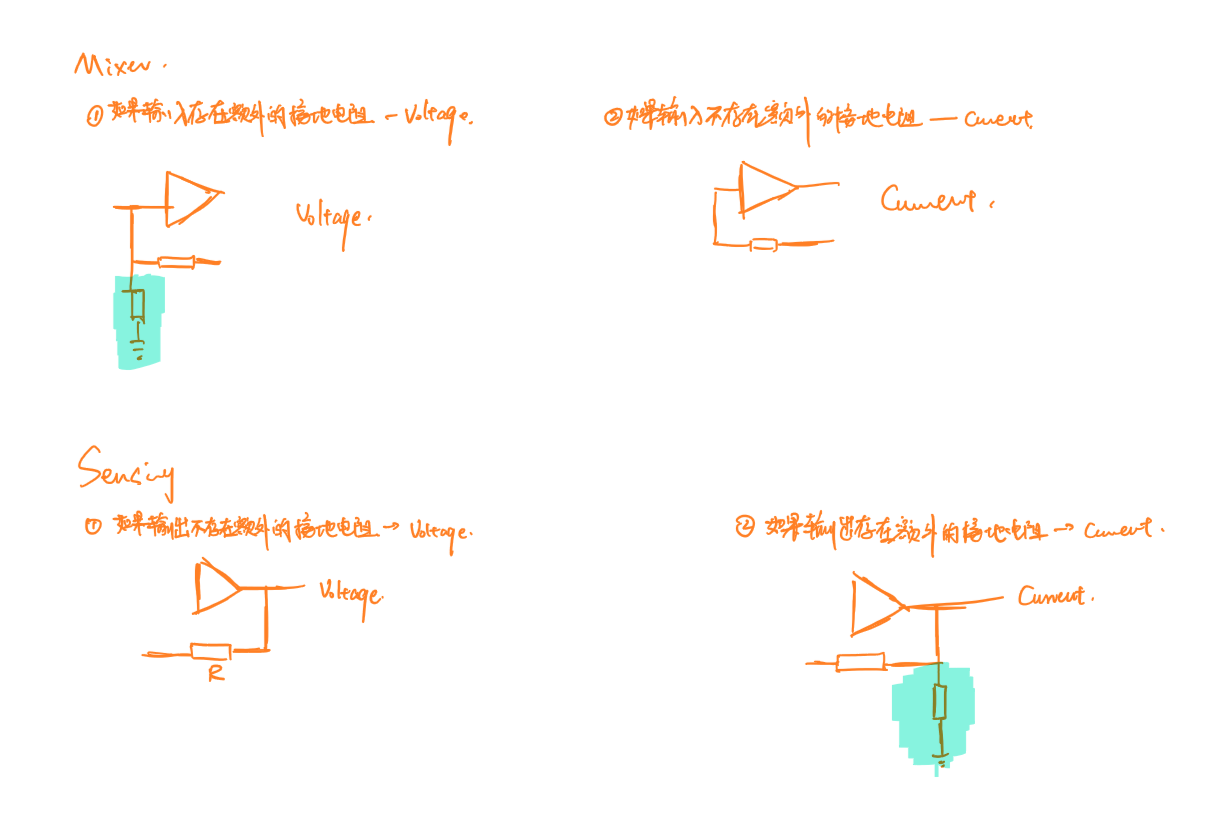 Mixer.
① 如果输入存在额外的接地电阻 — Voltage.
② 如果输入不存在额外的接地电阻 — Current
Voltage.
Current.
Sensing
① 如果输出不存在额外的接地电阻 → Voltage.
② 如果输出存在额外的接地电阻 → Current.
Voltage.
R
Current.